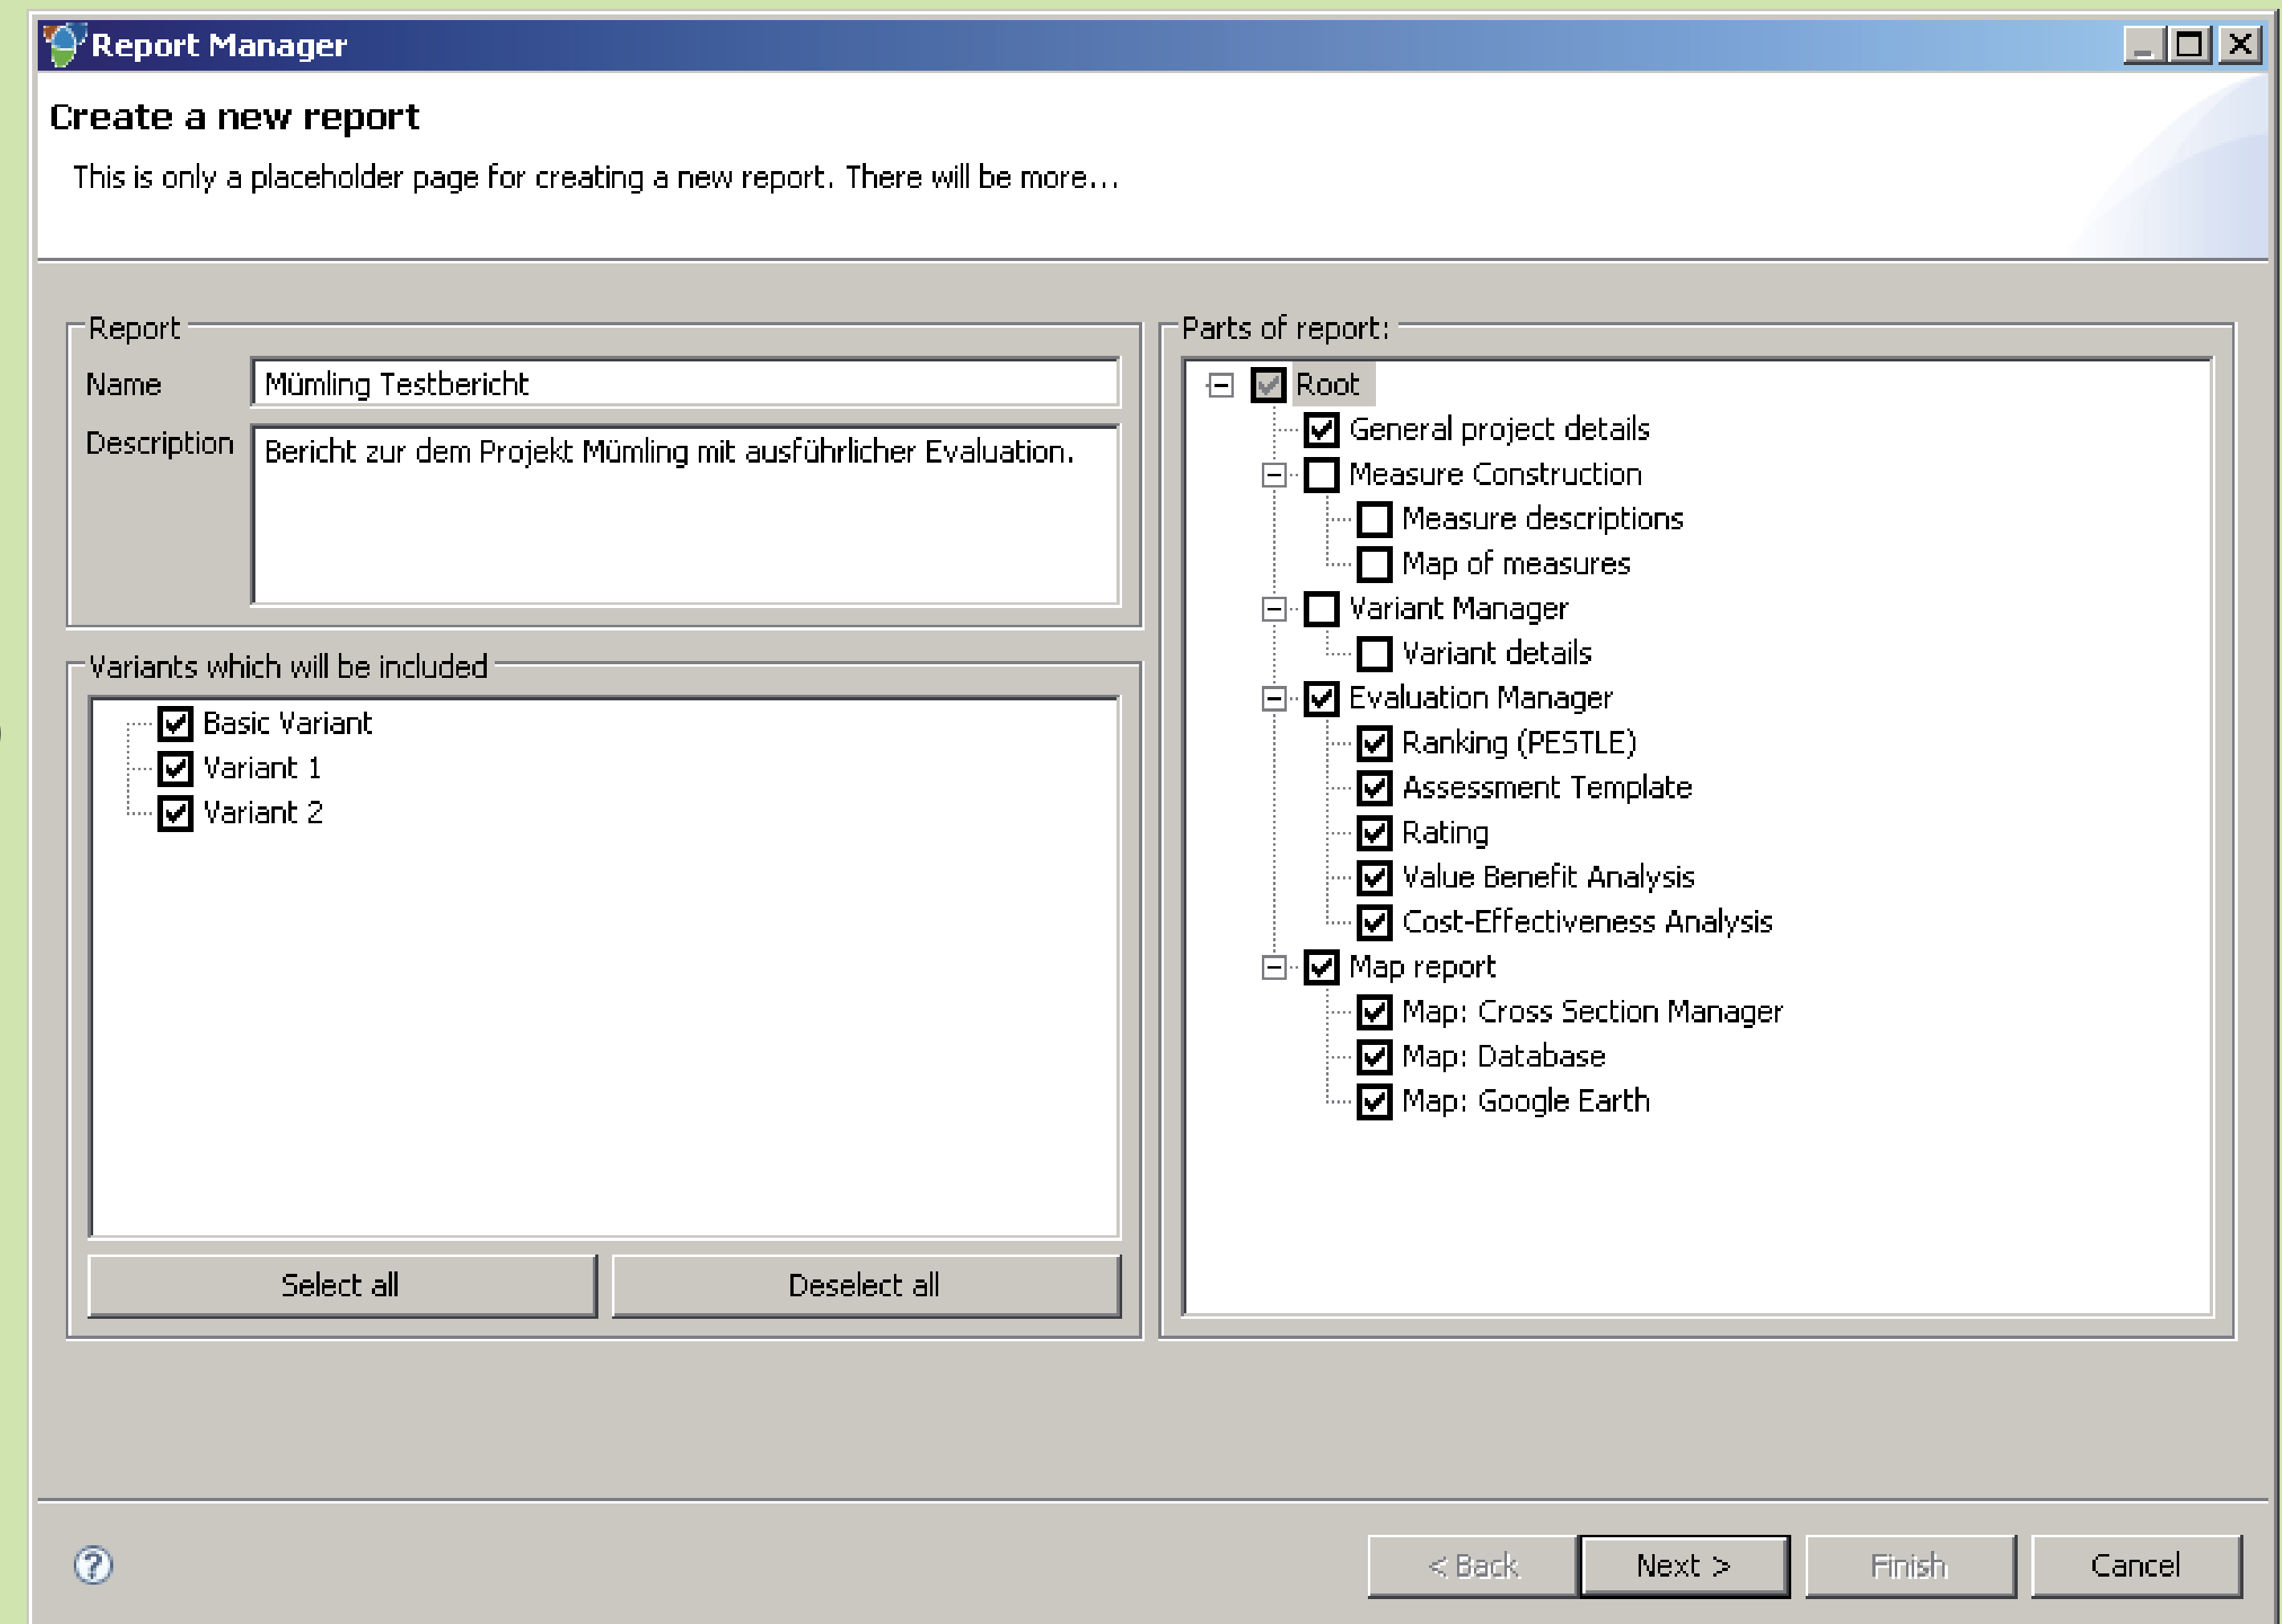 Report Manager
Create a new report
This is only a placeholder page for creating a new report. There will be more...
Report
Name
Mümling Testbericht
Description
Bericht zur dem Projekt Mümling mit ausführlicher Evaluation.
Variants which will be included
Basic Variant
Variant 1
Variant 2
Select all
Deselect all
Parts of report:
Root
General project details
Measure Construction
Measure descriptions
Map of measures
Variant Manager
Variant details
Evaluation Manager
Ranking (PESTLE)
Assessment Template
Rating
Value Benefit Analysis
Cost-Effectiveness Analysis
Map report
Map: Cross Section Manager
Map: Database
Map: Google Earth
?
< Back
Next >
Finish
Cancel